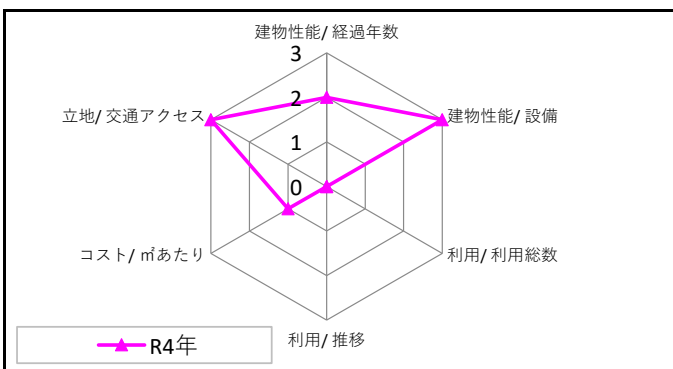 建物性能/ 経過年数
3
立地/ 交通アクセス
2
建物性能/ 設備
1
0
コスト/ ㎡あたり
利用/ 利用総数
利用/ 推移
R4年